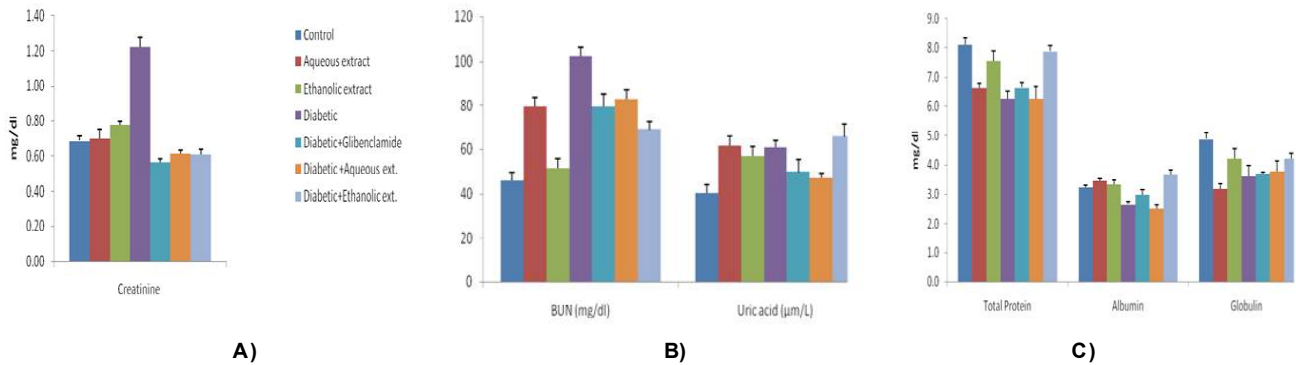 1.40
1.20
1.00
0.80
0.60
0.40
0.20
0.00
mg/dl
Creatinine
Control
Aqueous extract
Ethanolic extract
Diabetic
Diabetic+Glibenclamide
Diabetic +Aqueous ext.
Diabetic+Ethanolic ext.
A)
120
100
80
60
40
20
0
BUN (mg/dl)
Uric acid (μm/L)
B)
9.0
8.0
7.0
6.0
5.0
4.0
3.0
2.0
1.0
0.0
mg/dl
Total Protein
Albumin
Globulin
C)